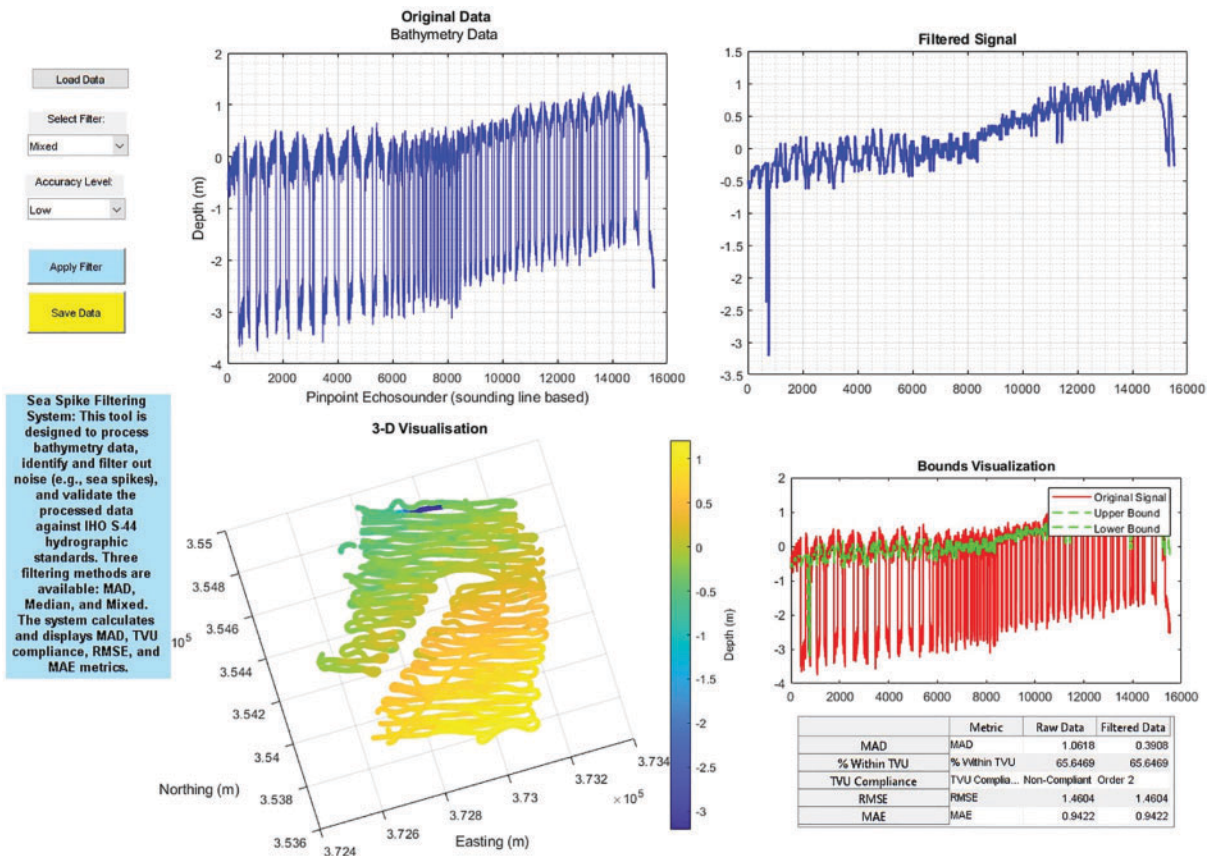 Load Data
Select Filter:
Mixed
Accuracy Level:
Low
Apply Filter
Save Data
Original Data
Bathymetry Data
Depth (m)
2
1
0
-1
-2
-3
-4
0 2000 4000 6000 8000 10000 12000 14000 16000
Pinpoint Echosounder (sounding line based)
Filtered Signal
1.5
1
0.5
0
-0.5
-1
-1.5
-2
-2.5
-3
-3.5
0 2000 4000 6000 8000 10000 12000 14000 16000
Sea Spike Filtering
System: This tool is
designed to process
bathymetry data,
identify and filter out
noise (e.g., sea spikes),
and validate the
processed data
against IHO S-44
hydrographic
standards. Three
filtering methods are
available: MAD,
Median, and Mixed.
The system calculates
and displays MAD, TVU
compliance, RMSE, and
MAE metrics.
3-D Visualisation
3.55
3.548
3.546
3.544
3.542
3.54
3.538
3.536
10⁵
Northing (m)
3.724
3.726
3.728
3.73
3.732
3.734
×10⁵
Easting (m)
1
0.5
0
-0.5
-1
-1.5
-2
-2.5
-3
Depth (m)
Bounds Visualization
Original Signal
Upper Bound
Lower Bound
2
1
0
-1
-2
-3
-4
0 2000 4000 6000 8000 10000 12000 14000 16000
Metric Raw Data Filtered Data
MAD MAD 1.0618 0.3908
% Within TVU % Within TVU 65.6469 65.6469
TVU Compliance TVU Complia... Non-Compliant Order 2
RMSE RMSE 1.4604 1.4604
MAE MAE 0.9422 0.9422